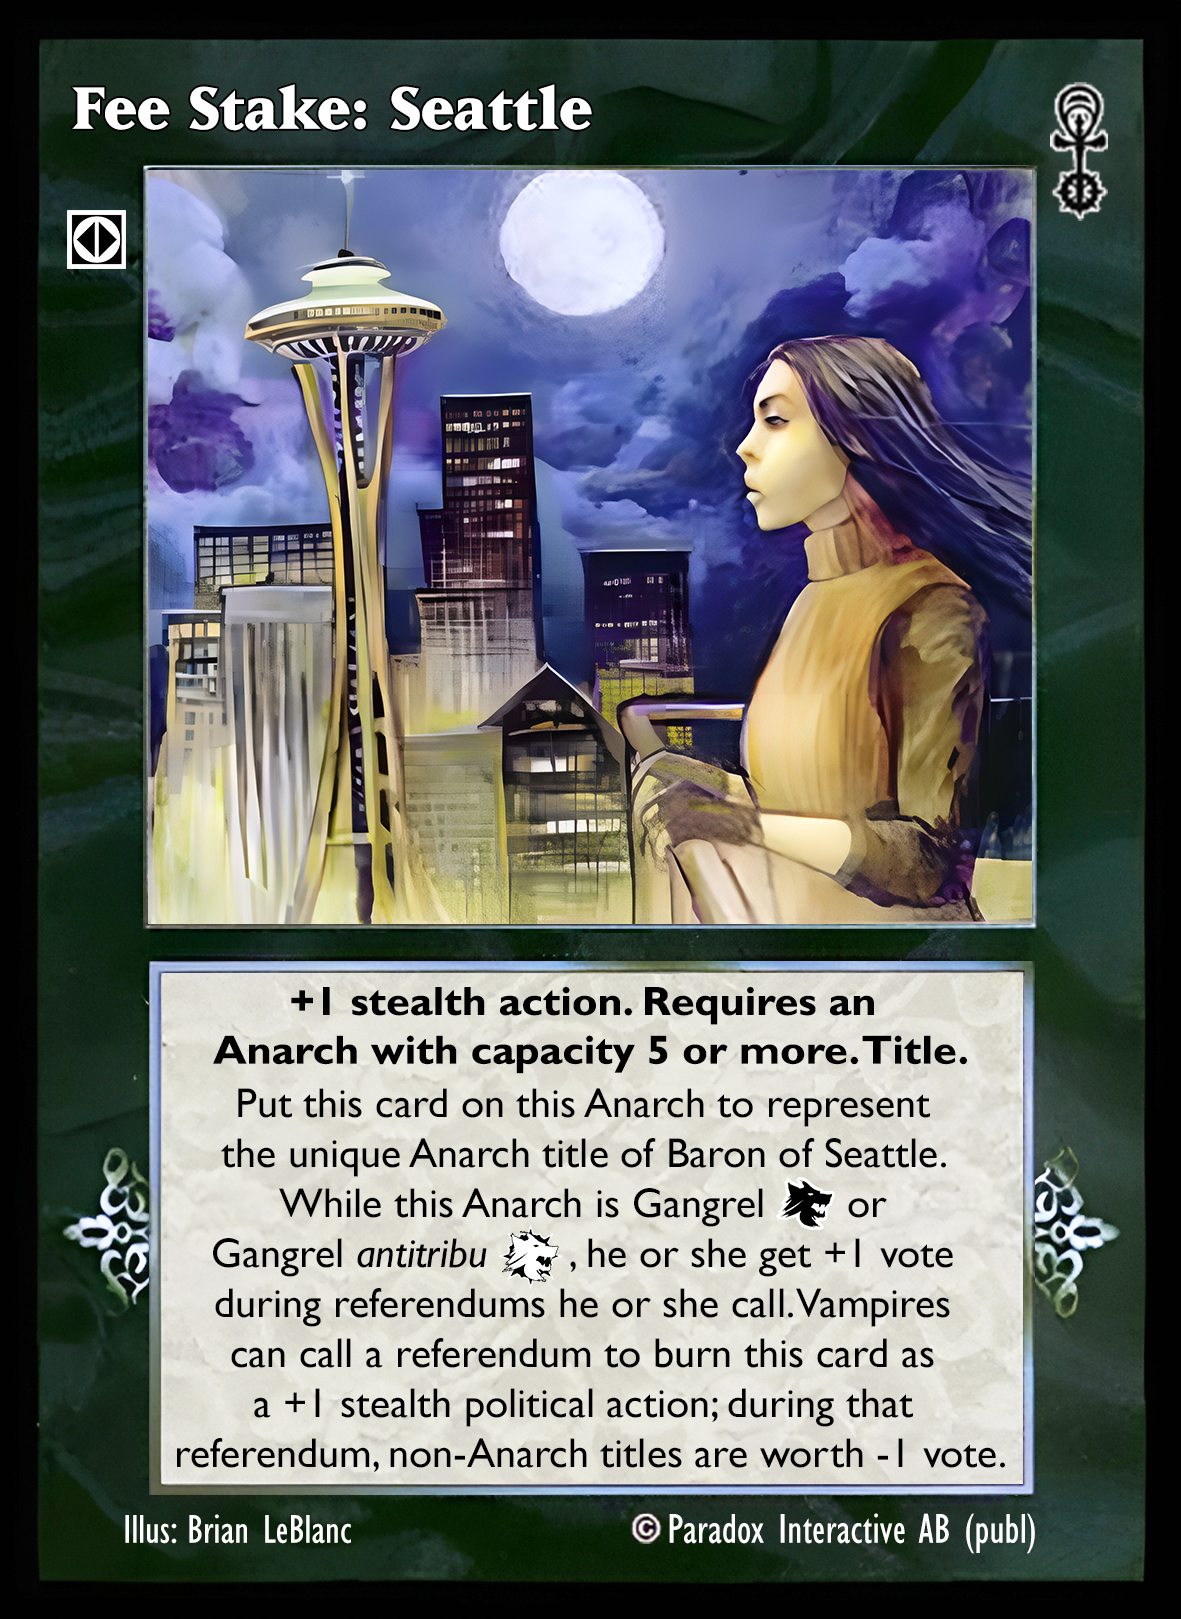 Fee Stake: Seattle
+1 stealth action. Requires an
Anarch with capacity 5 or more. Title.
Put this card on this Anarch to represent
the unique Anarch title of Baron of Seattle.
While this Anarch is Gangrel or
Gangrel antitribu , he or she get +1 vote
during referendums he or she call. Vampires
can call a referendum to burn this card as
a +1 stealth political action; during that
referendum, non-Anarch titles are worth -1 vote.
Illus: Brian LeBlanc
© Paradox Interactive AB (publ)